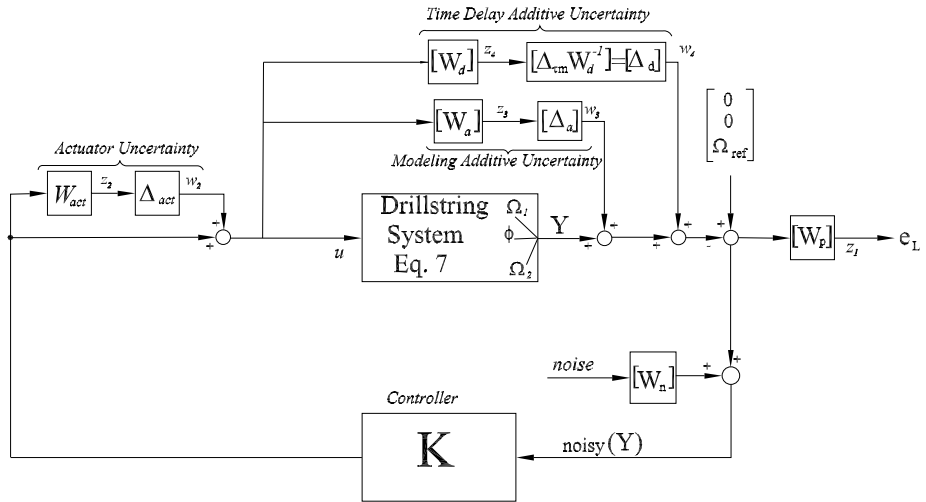 Time Delay Additive Uncertainty
[W_d] z_4 [Δ_τm W_d^-1]=[Δ_d] w_4
[W_a] z_3 [Δ_a] w_3
Modeling Additive Uncertainty
[0
0
Ω_ref]
Actuator Uncertainty
W_act z_2 Δ_act w_2
+
+
u
Drillstring
System
Eq. 7
Ω_1
ϕ
Ω_2
Y
+
+
+
+
+
-
[W_p]
z_1
e_L
noise
[W_n]
+
+
Controller
K
noisy(Y)